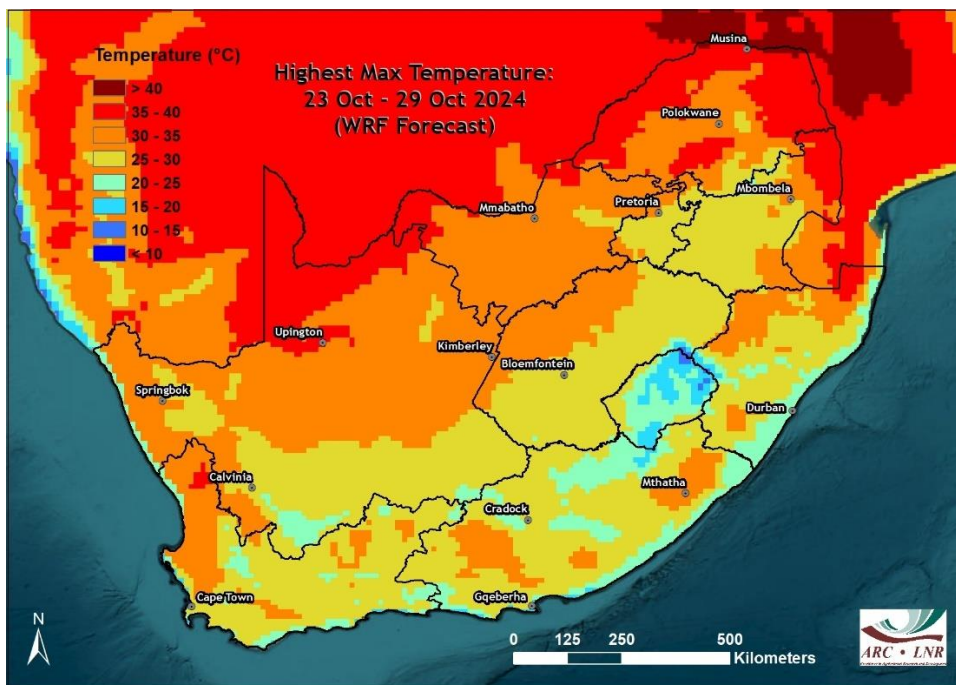 Temperature (°C)
> 40
35 - 40
30 - 35
25 - 30
20 - 25
15 - 20
10 - 15
< 10
Highest Max Temperature:
23 Oct - 29 Oct 2024
(WRF Forecast)
Musina
Polokwane
Mbombela
Pretoria
Mmabatho
Upington
Kimberley
Bloemfontein
Springbok
Durban
Calvinia
Mthatha
Cradock
Cape Town
Gqeberha
N
0 125 250 500
Kilometers
ARC • LNR